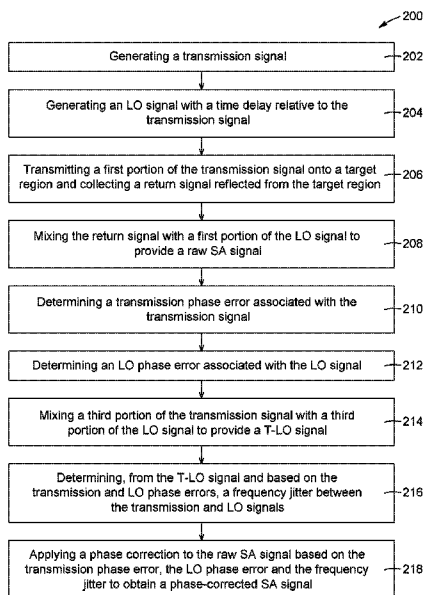 200
Generating a transmission signal
202
Generating an LO signal with a time delay relative to the
transmission signal
204
Transmitting a first portion of the transmission signal onto a target
region and collecting a return signal reflected from the target region
206
Mixing the return signal with a first portion of the LO signal to
provide a raw SA signal
208
Determining a transmission phase error associated with the
transmission signal
210
Determining an LO phase error associated with the LO signal
212
Mixing a third portion of the transmission signal with a third
portion of the LO signal to provide a T-LO signal
214
Determining, from the T-LO signal and based on the
transmission and LO phase errors, a frequency jitter between
the transmission and LO signals
216
Applying a phase correction to the raw SA signal based on the
transmission phase error, the LO phase error and the frequency
jitter to obtain a phase-corrected SA signal
218